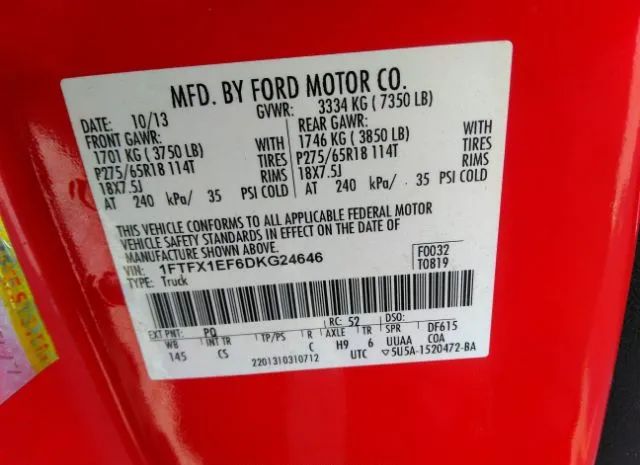 MFD. BY FORD MOTOR CO.
DATE: 10/13 GVWR: 3334 KG ( 7350 LB)
FRONT GAWR: WITH REAR GAWR: WITH
1701 KG ( 3750 LB) TIRES 1746 KG ( 3850 LB) TIRES
P275/65R18 114T RIMS P275/65R18 114T RIMS
18X7.5J 18X7.5J
AT 240 kPa/ 35 PSI COLD AT 240 kPa/ 35 PSI COLD
THIS VEHICLE CONFORMS TO ALL APPLICABLE FEDERAL MOTOR
VEHICLE SAFETY STANDARDS IN EFFECT ON THE DATE OF
MANUFACTURE SHOWN ABOVE.
VIN: 1FTFX1EF6DKG24646 F0032
TYPE: Truck T0819
EXT PNT: PQ RC: 52 DSO:
WB INT TR TP/PS R AXLE TR SPR DF615
145 CS C H9 6 UUAA COA
2201310310712 UTC ▽5U5A-1520472-BA